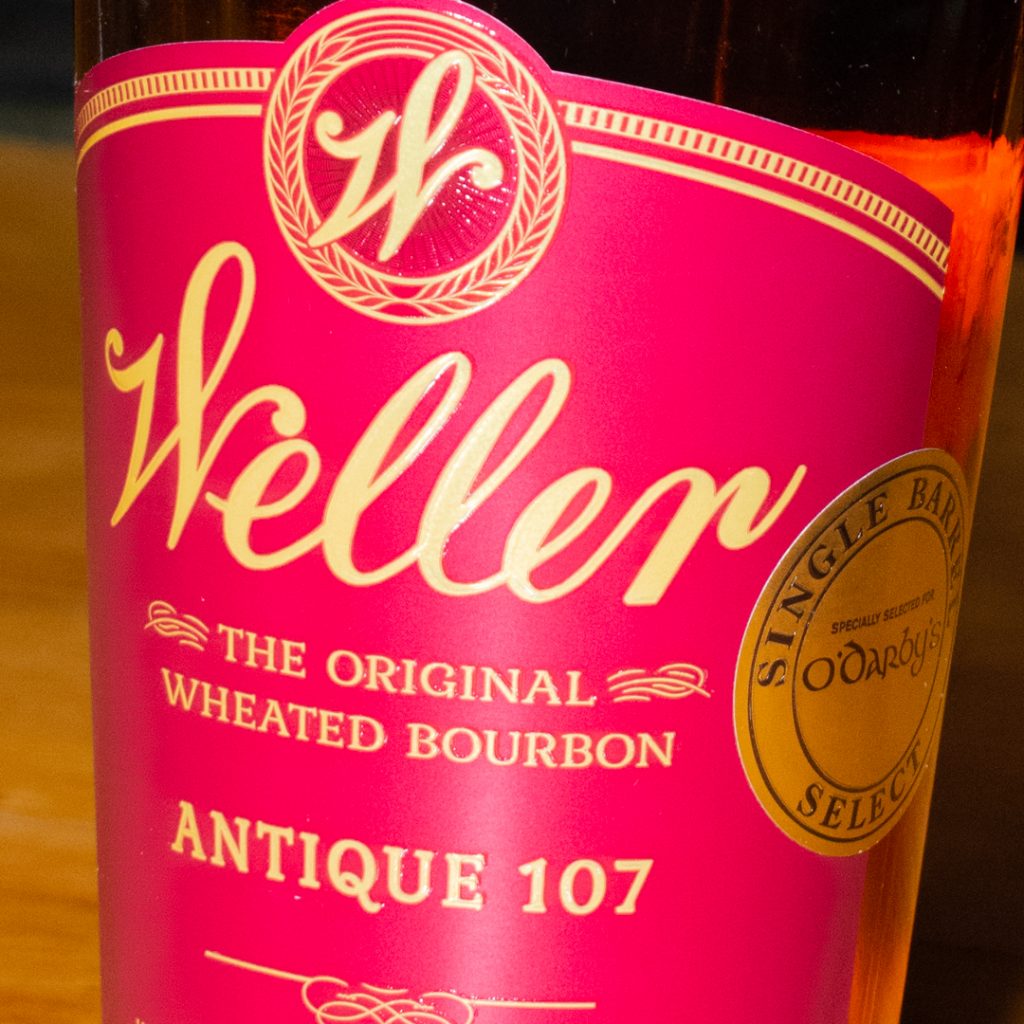 W
Weller
THE ORIGINAL
WHEATED BOURBON
ANTIQUE 107
SINGLE BARREL
SPECIALLY SELECTED FOR
O'DARBY'S
SELECT